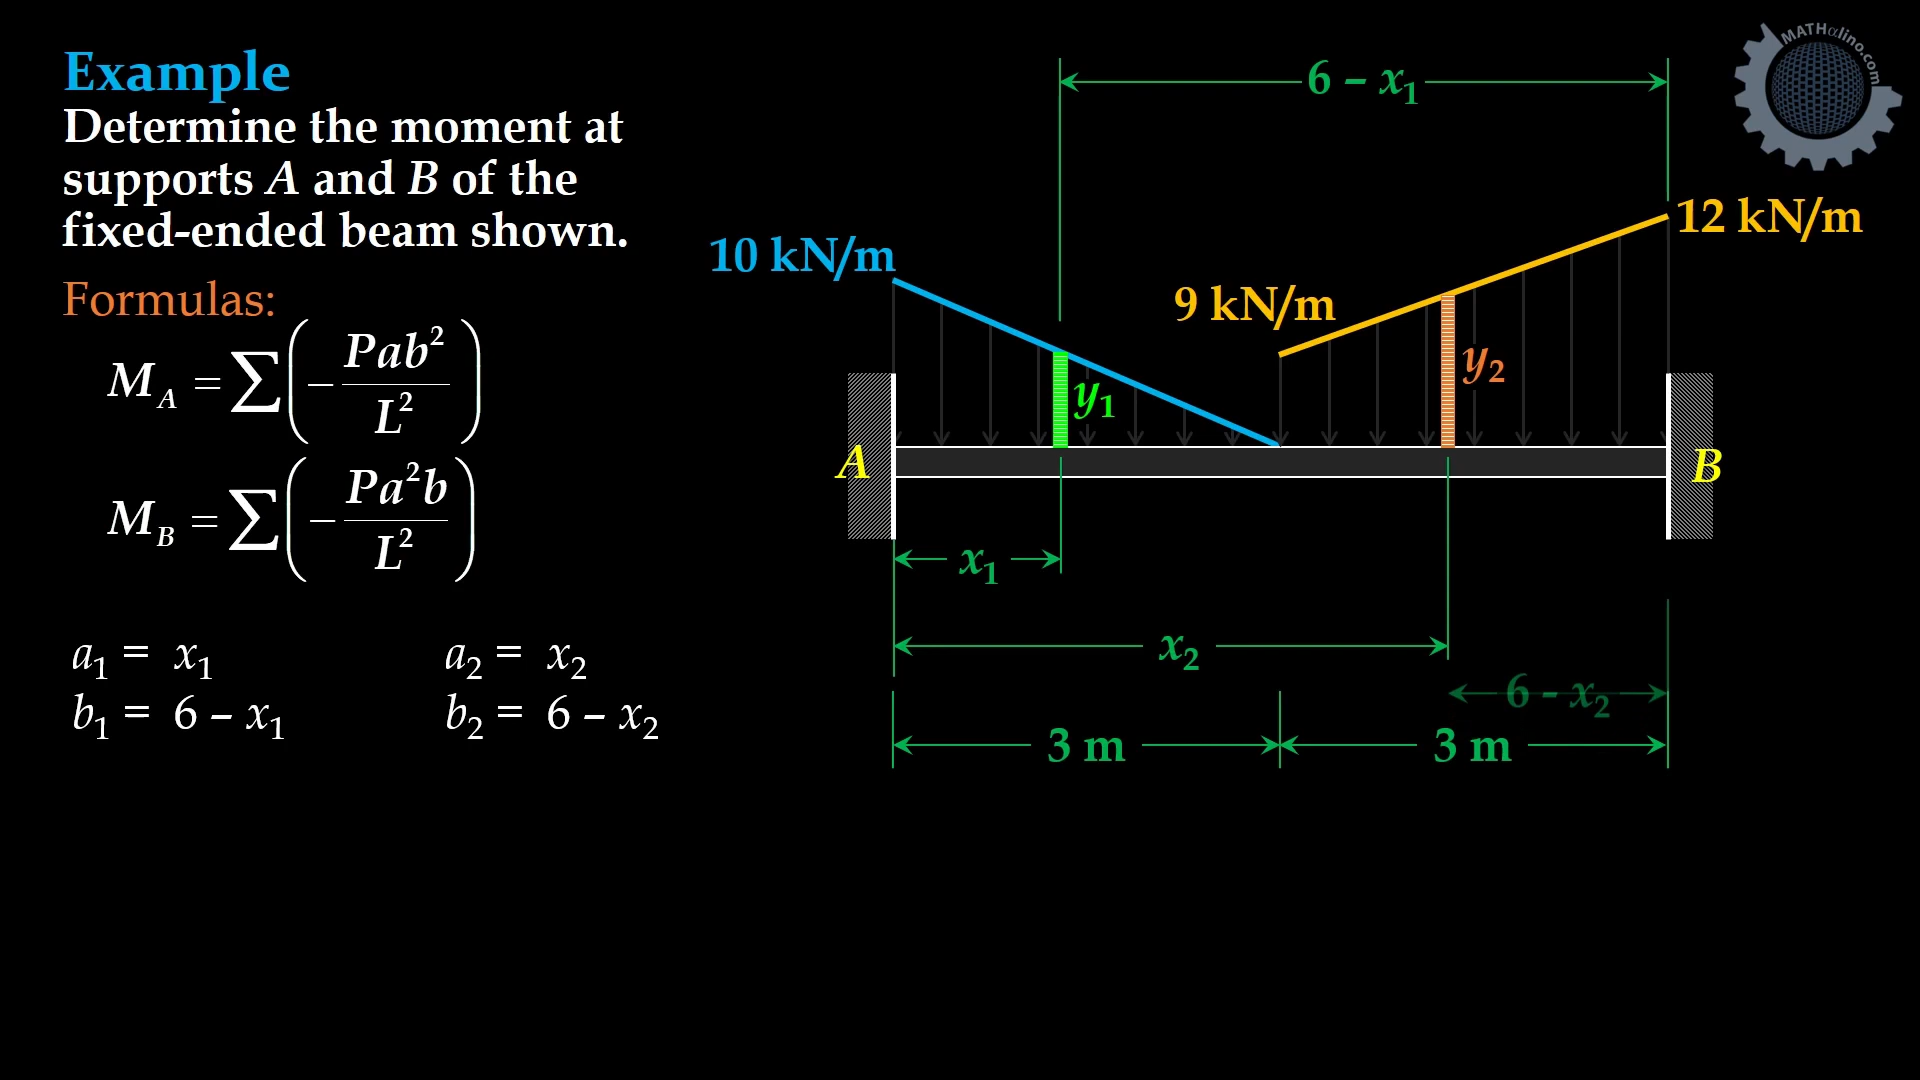 Example
Determine the moment at
supports A and B of the
fixed-ended beam shown.
Formulas:
M_A = ∑(−Pab²/L²)
M_B = ∑(−Pa²b/L²)
a₁ = x₁
b₁ = 6 – x₁
a₂ = x₂
b₂ = 6 – x₂
6 – x₁
10 kN/m
9 kN/m
12 kN/m
y₁
y₂
A
B
x₁
x₂
6 - x₂
3 m
3 m
MATHalino.com